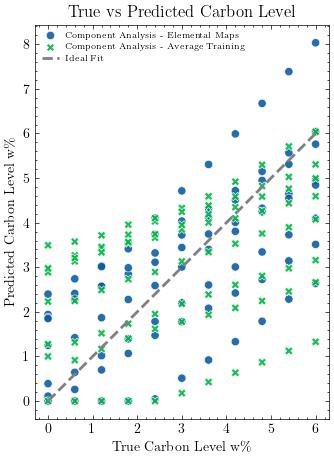 True vs Predicted Carbon Level
Component Analysis - Elemental Maps
Component Analysis - Average Training
Ideal Fit
Predicted Carbon Level w%
8
7
6
5
4
3
2
1
0
0 1 2 3 4 5 6
True Carbon Level w%